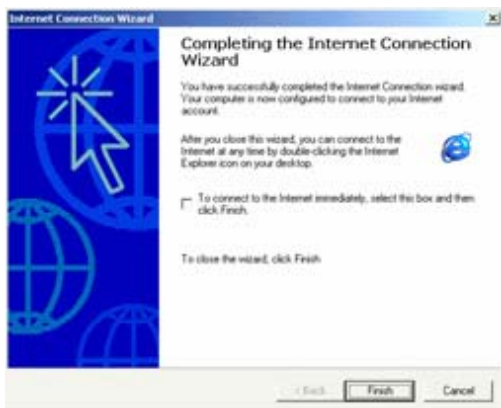 Internet Connection Wizard
Completing the Internet Connection
Wizard
You have successfully completed the Internet Connection wizard.
Your computer is now configured to connect to your Internet
account.
After you close this wizard, you can connect to the
Internet at any time by double-clicking the Internet
Explorer icon on your desktop.
To connect to the Internet immediately, select this box and then
click Finish.
To close the wizard, click Finish
< Back
Finish
Cancel